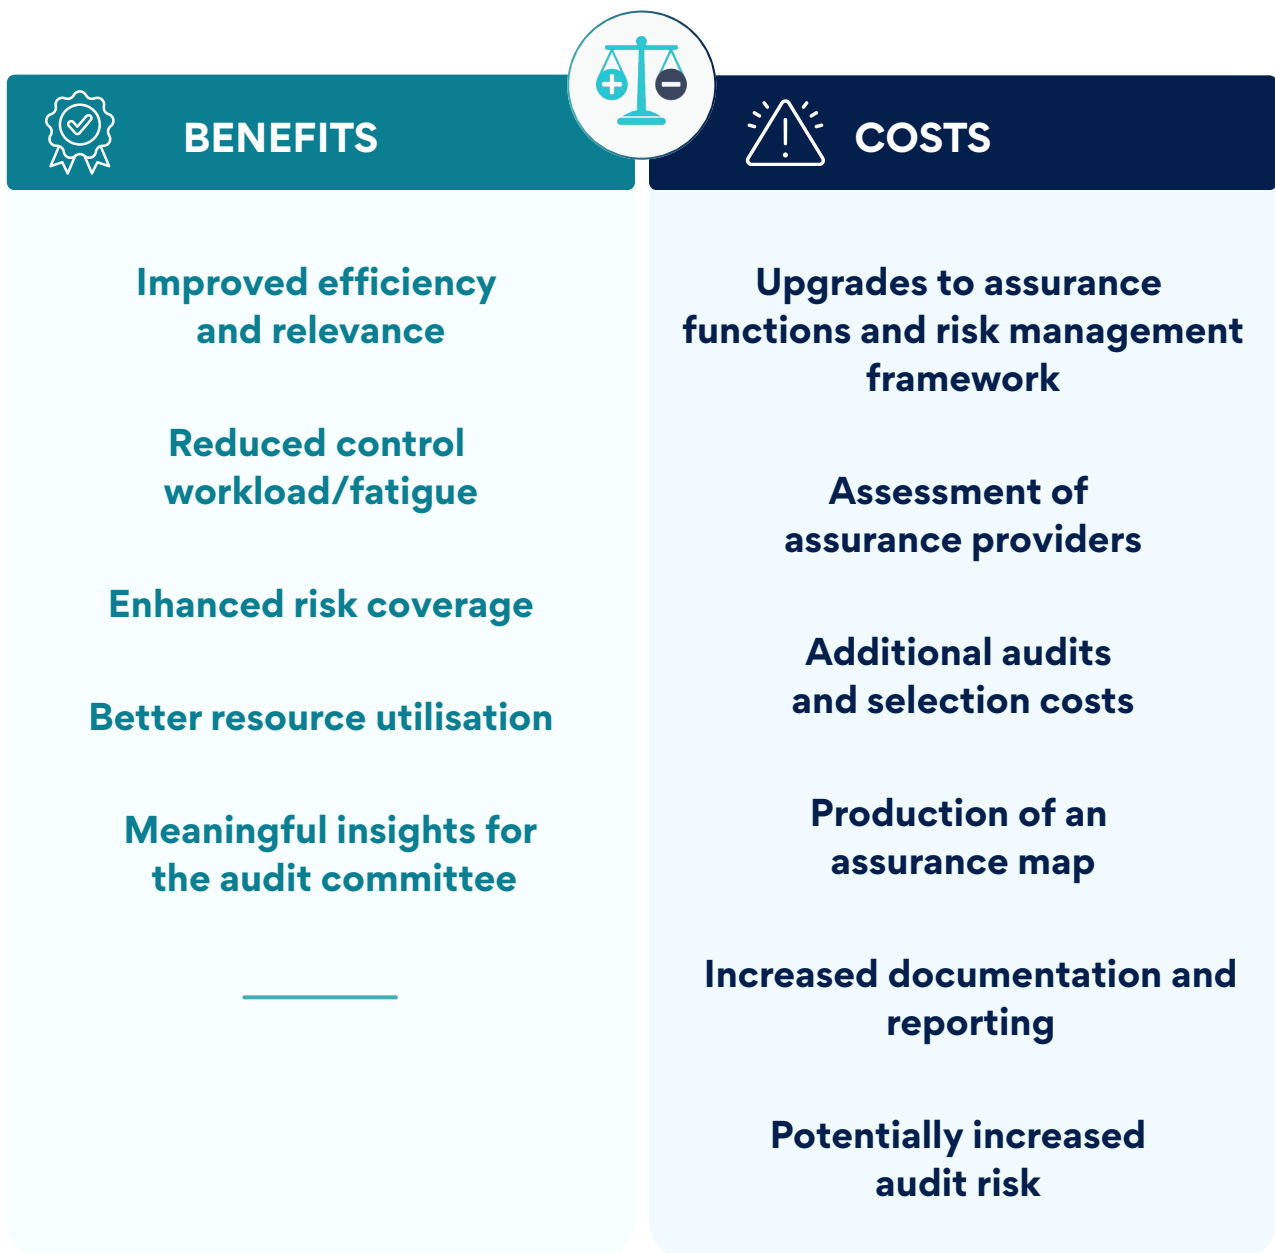 BENEFITS
Improved efficiency
and relevance
Reduced control
workload/fatigue
Enhanced risk coverage
Better resource utilisation
Meaningful insights for
the audit committee
COSTS
Upgrades to assurance
functions and risk management
framework
Assessment of
assurance providers
Additional audits
and selection costs
Production of an
assurance map
Increased documentation and
reporting
Potentially increased
audit risk